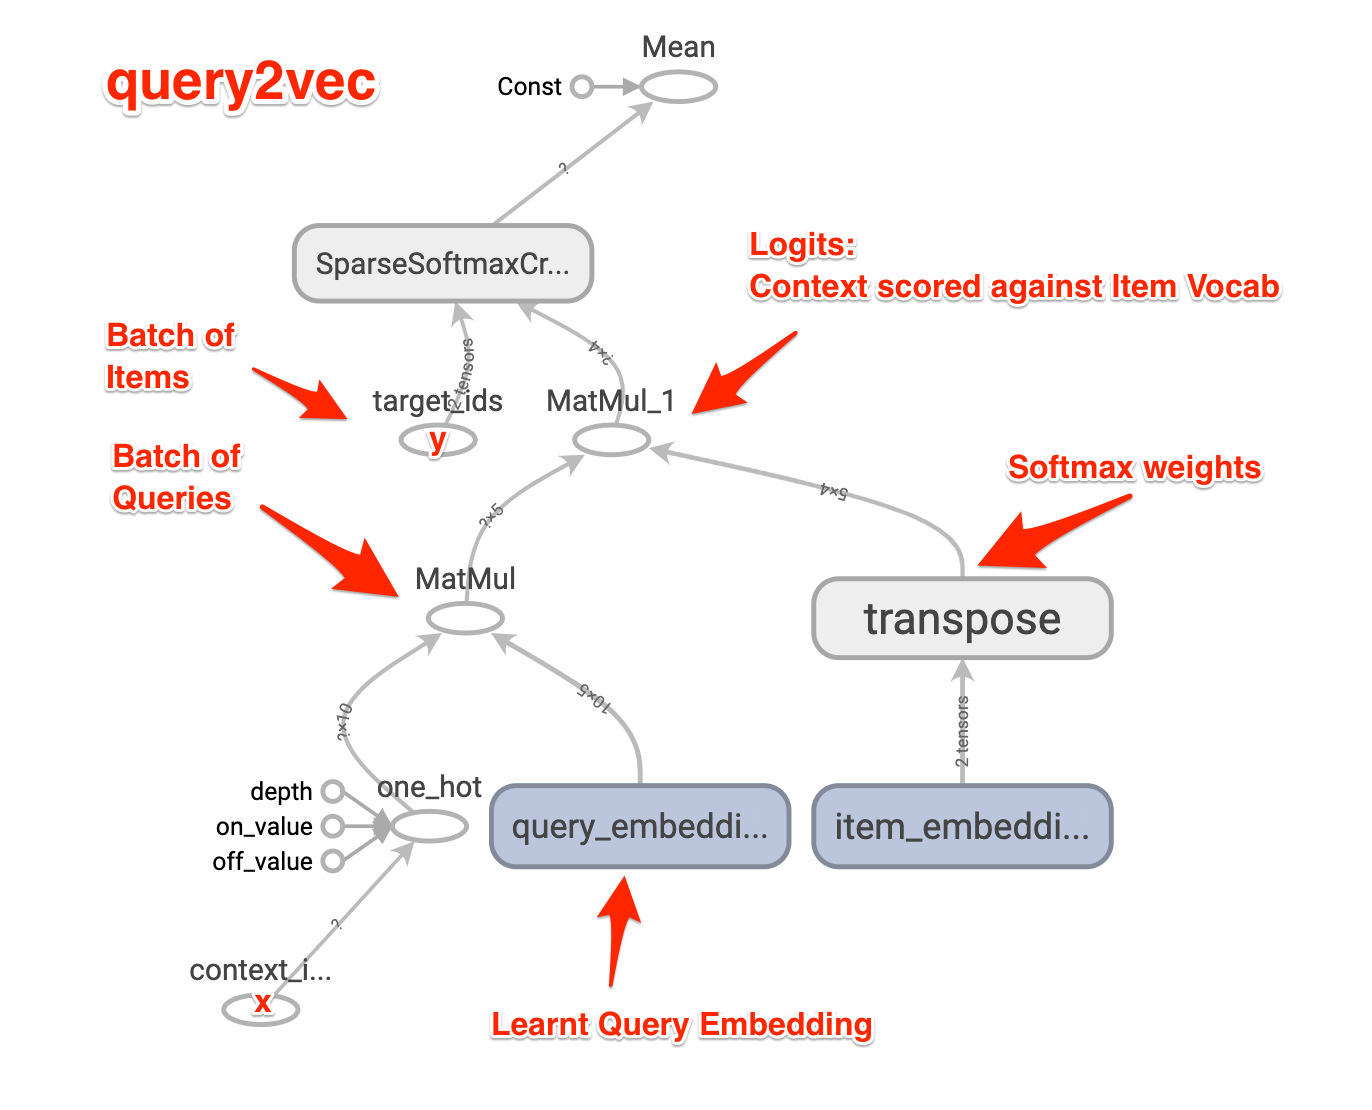 Mean
query2vec
Const
?
SparseSoftmaxCr...
Logits:
Context scored against Item Vocab
Batch of
Items
2 tensors
?×4
target_ids
MatMul_1
y
Batch of
Queries
Softmax weights
5×4
?×5
MatMul
transpose
10×5
?×10
2 tensors
depth
one_hot
on_value
query_embeddi...
item_embeddi...
off_value
?
context_i...
x
Learnt Query Embedding